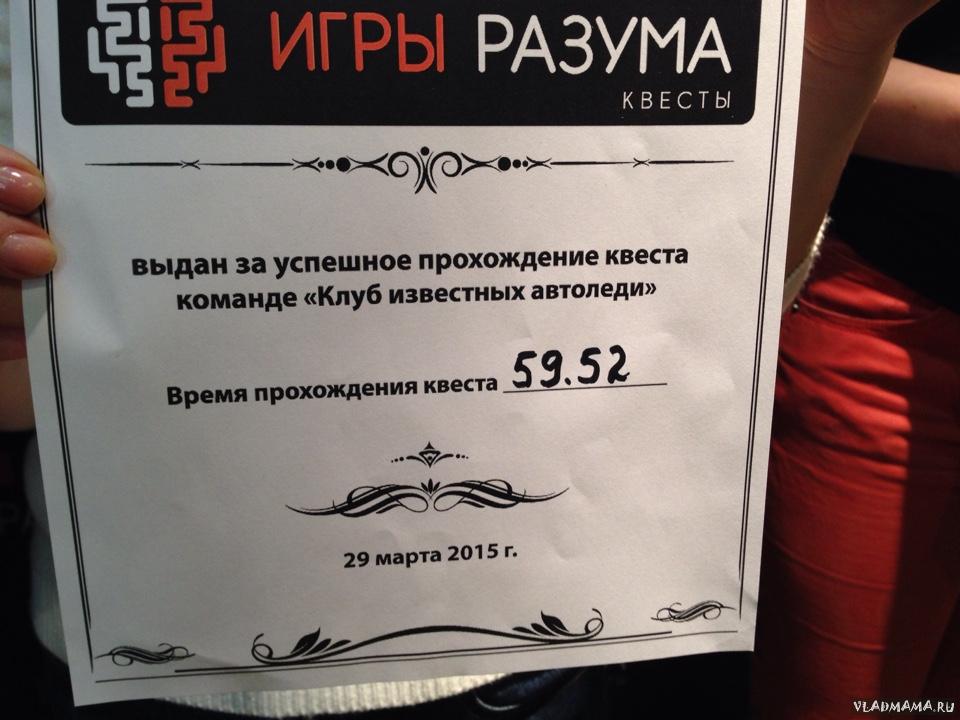 ИГРЫ РАЗУМА
КВЕСТЫ
выдан за успешное прохождение квеста
команде «Клуб известных автоледи»
Время прохождения квеста 59.52
29 марта 2015 г.
VLADMAMA.RU